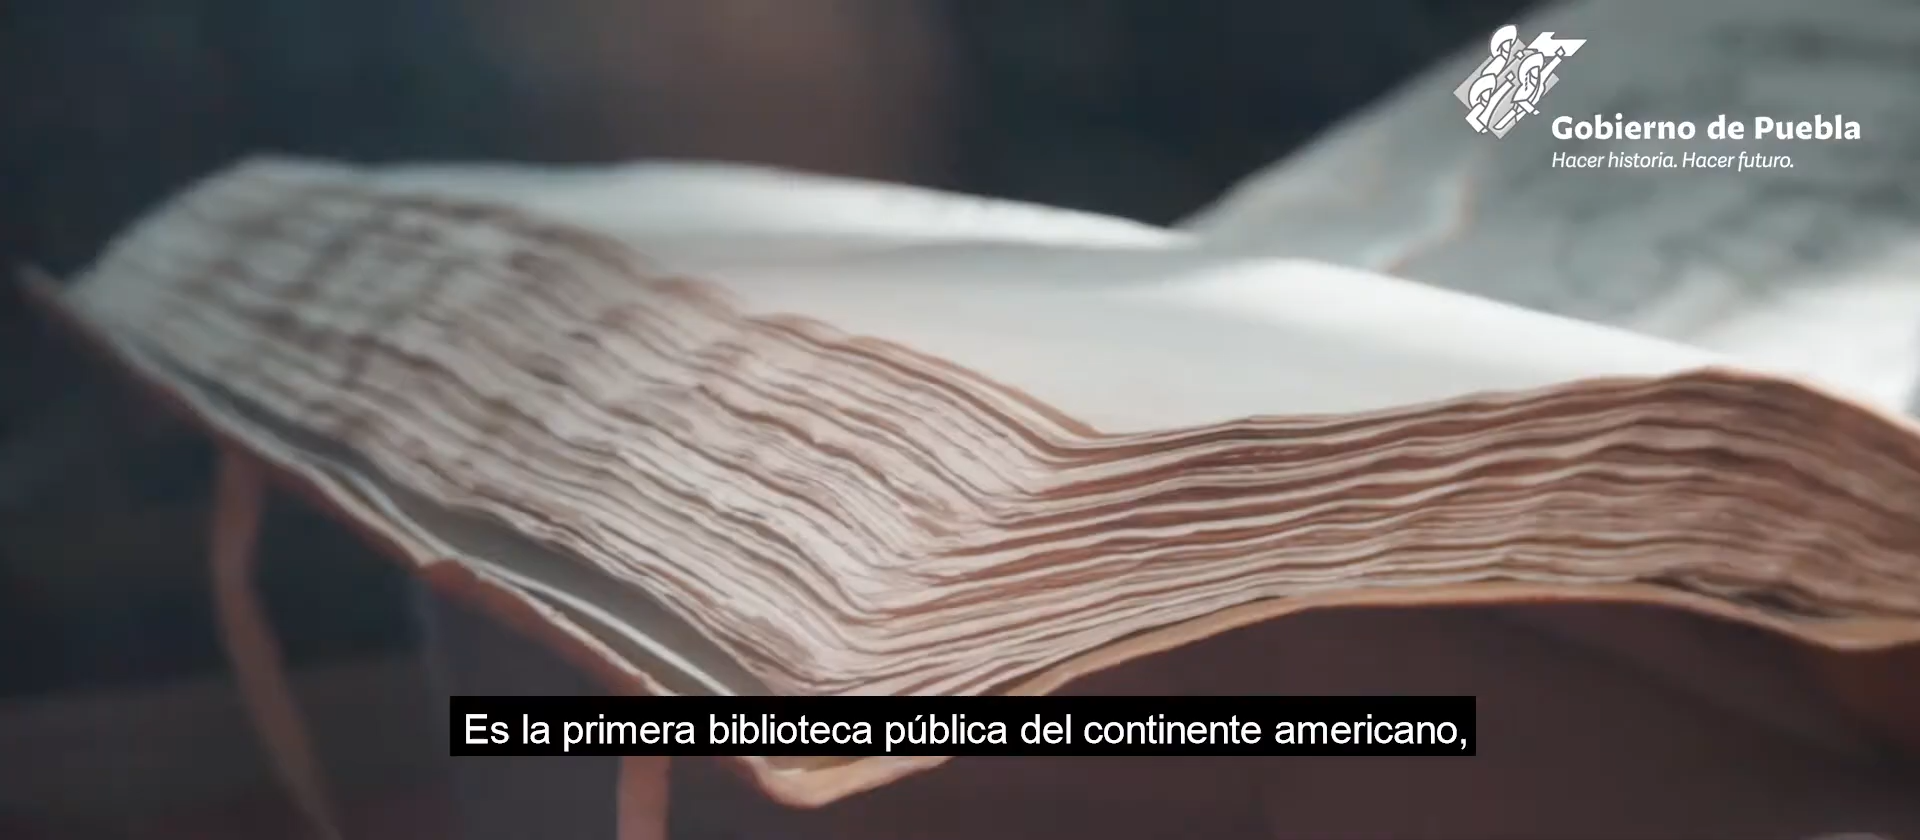 Gobierno de Puebla
Hacer historia. Hacer futuro.
Es la primera biblioteca pública del continente americano,